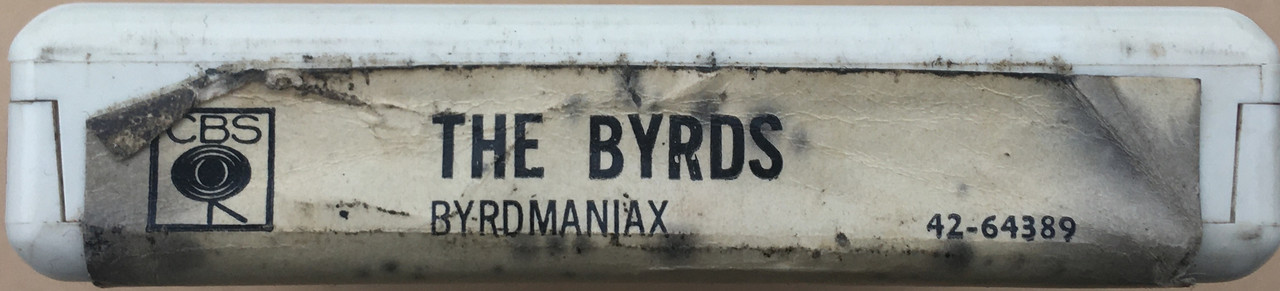 CBS
THE BYRDS
BYRDMANIAX
42-64389